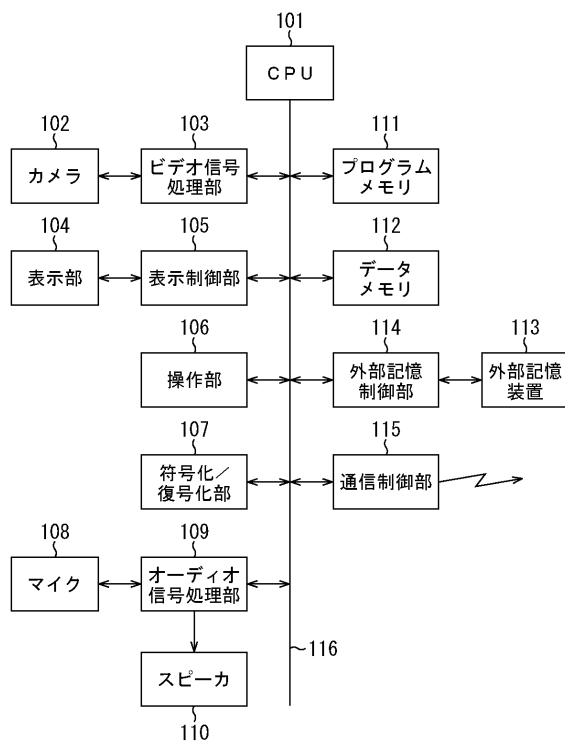 101
CPU
102
カメラ
103
ビデオ信号
処理部
111
プログラム
メモリ
104
表示部
105
表示制御部
112
データ
メモリ
106
操作部
114
外部記憶
制御部
113
外部記憶
装置
107
符号化／
復号化部
115
通信制御部
108
マイク
109
オーディオ
信号処理部
116
スピーカ
110